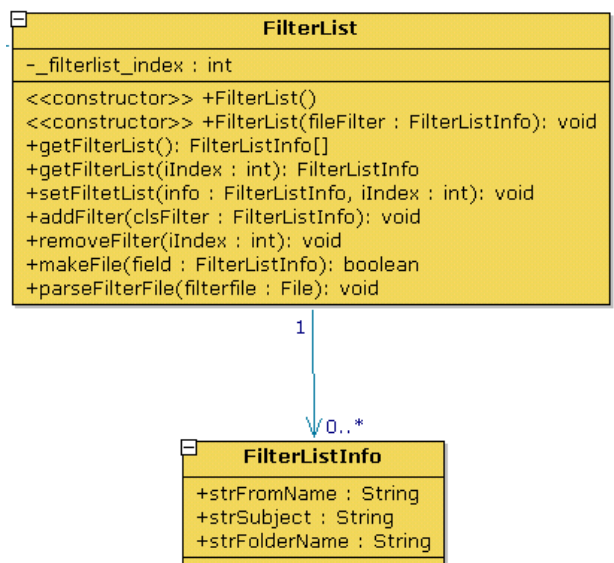 FilterList
-_filterlist_index : int
<<constructor>> +FilterList()
<<constructor>> +FilterList(fileFilter : FilterListInfo): void
+getFilterList(): FilterListInfo[]
+getFilterList(iIndex : int): FilterListInfo
+setFiltetList(info : FilterListInfo, iIndex : int): void
+addFilter(clsFilter : FilterListInfo): void
+removeFilter(iIndex : int): void
+makeFile(field : FilterListInfo): boolean
+parseFilterFile(filterfile : File): void
1
0..*
FilterListInfo
+strFromName : String
+strSubject : String
+strFolderName : String